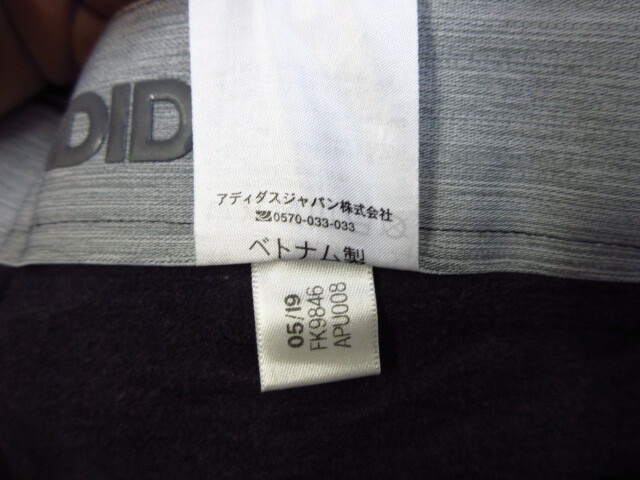 DID
アディダスジャパン株式会社
0570-033-033
ベトナム製
05/19
FK9846
APU008